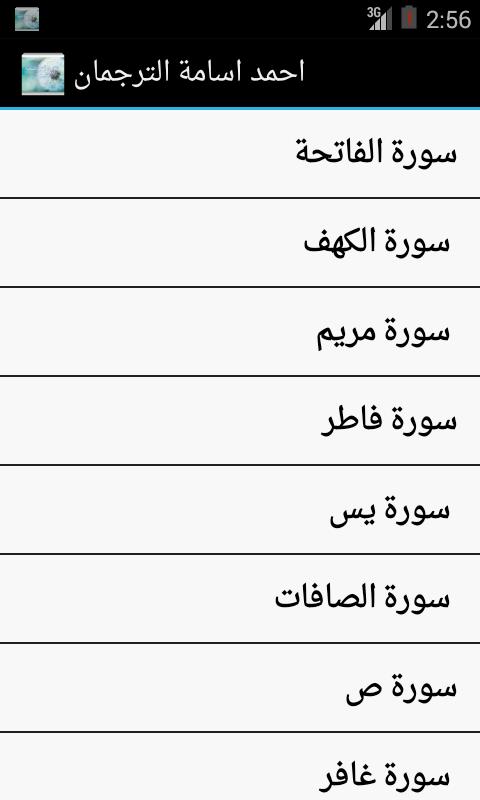 3G 2:56
احمد اسامة الترجمان
سورة الفاتحة
سورة الكهف
سورة مريم
سورة فاطر
سورة يس
سورة الصافات
سورة ص
سورة غافر